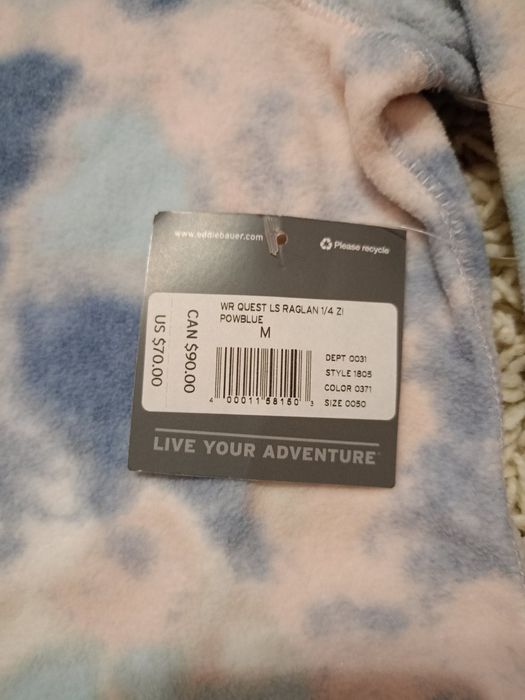 www.eddiebauer.com
Please recycle
WR QUEST LS RAGLAN 1/4 ZI
POWBLUE
M
CAN $90.00
US $70.00
DEPT 0031
STYLE 1805
COLOR 0371
SIZE 0050
4 00011 58150 3
LIVE YOUR ADVENTURE